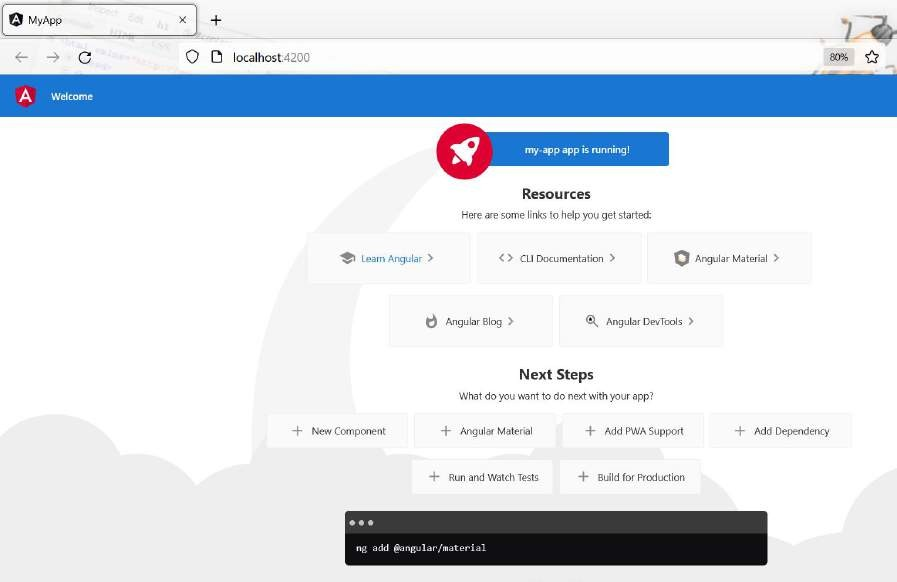 MyApp
localhost:4200
80%
Welcome
my-app app is running!
Resources
Here are some links to help you get started:
Learn Angular
CLI Documentation
Angular Material
Angular Blog
Angular DevTools
Next Steps
What do you want to do next with your app?
New Component
Angular Material
Add PWA Support
Add Dependency
Run and Watch Tests
Build for Production
ng add @angular/material